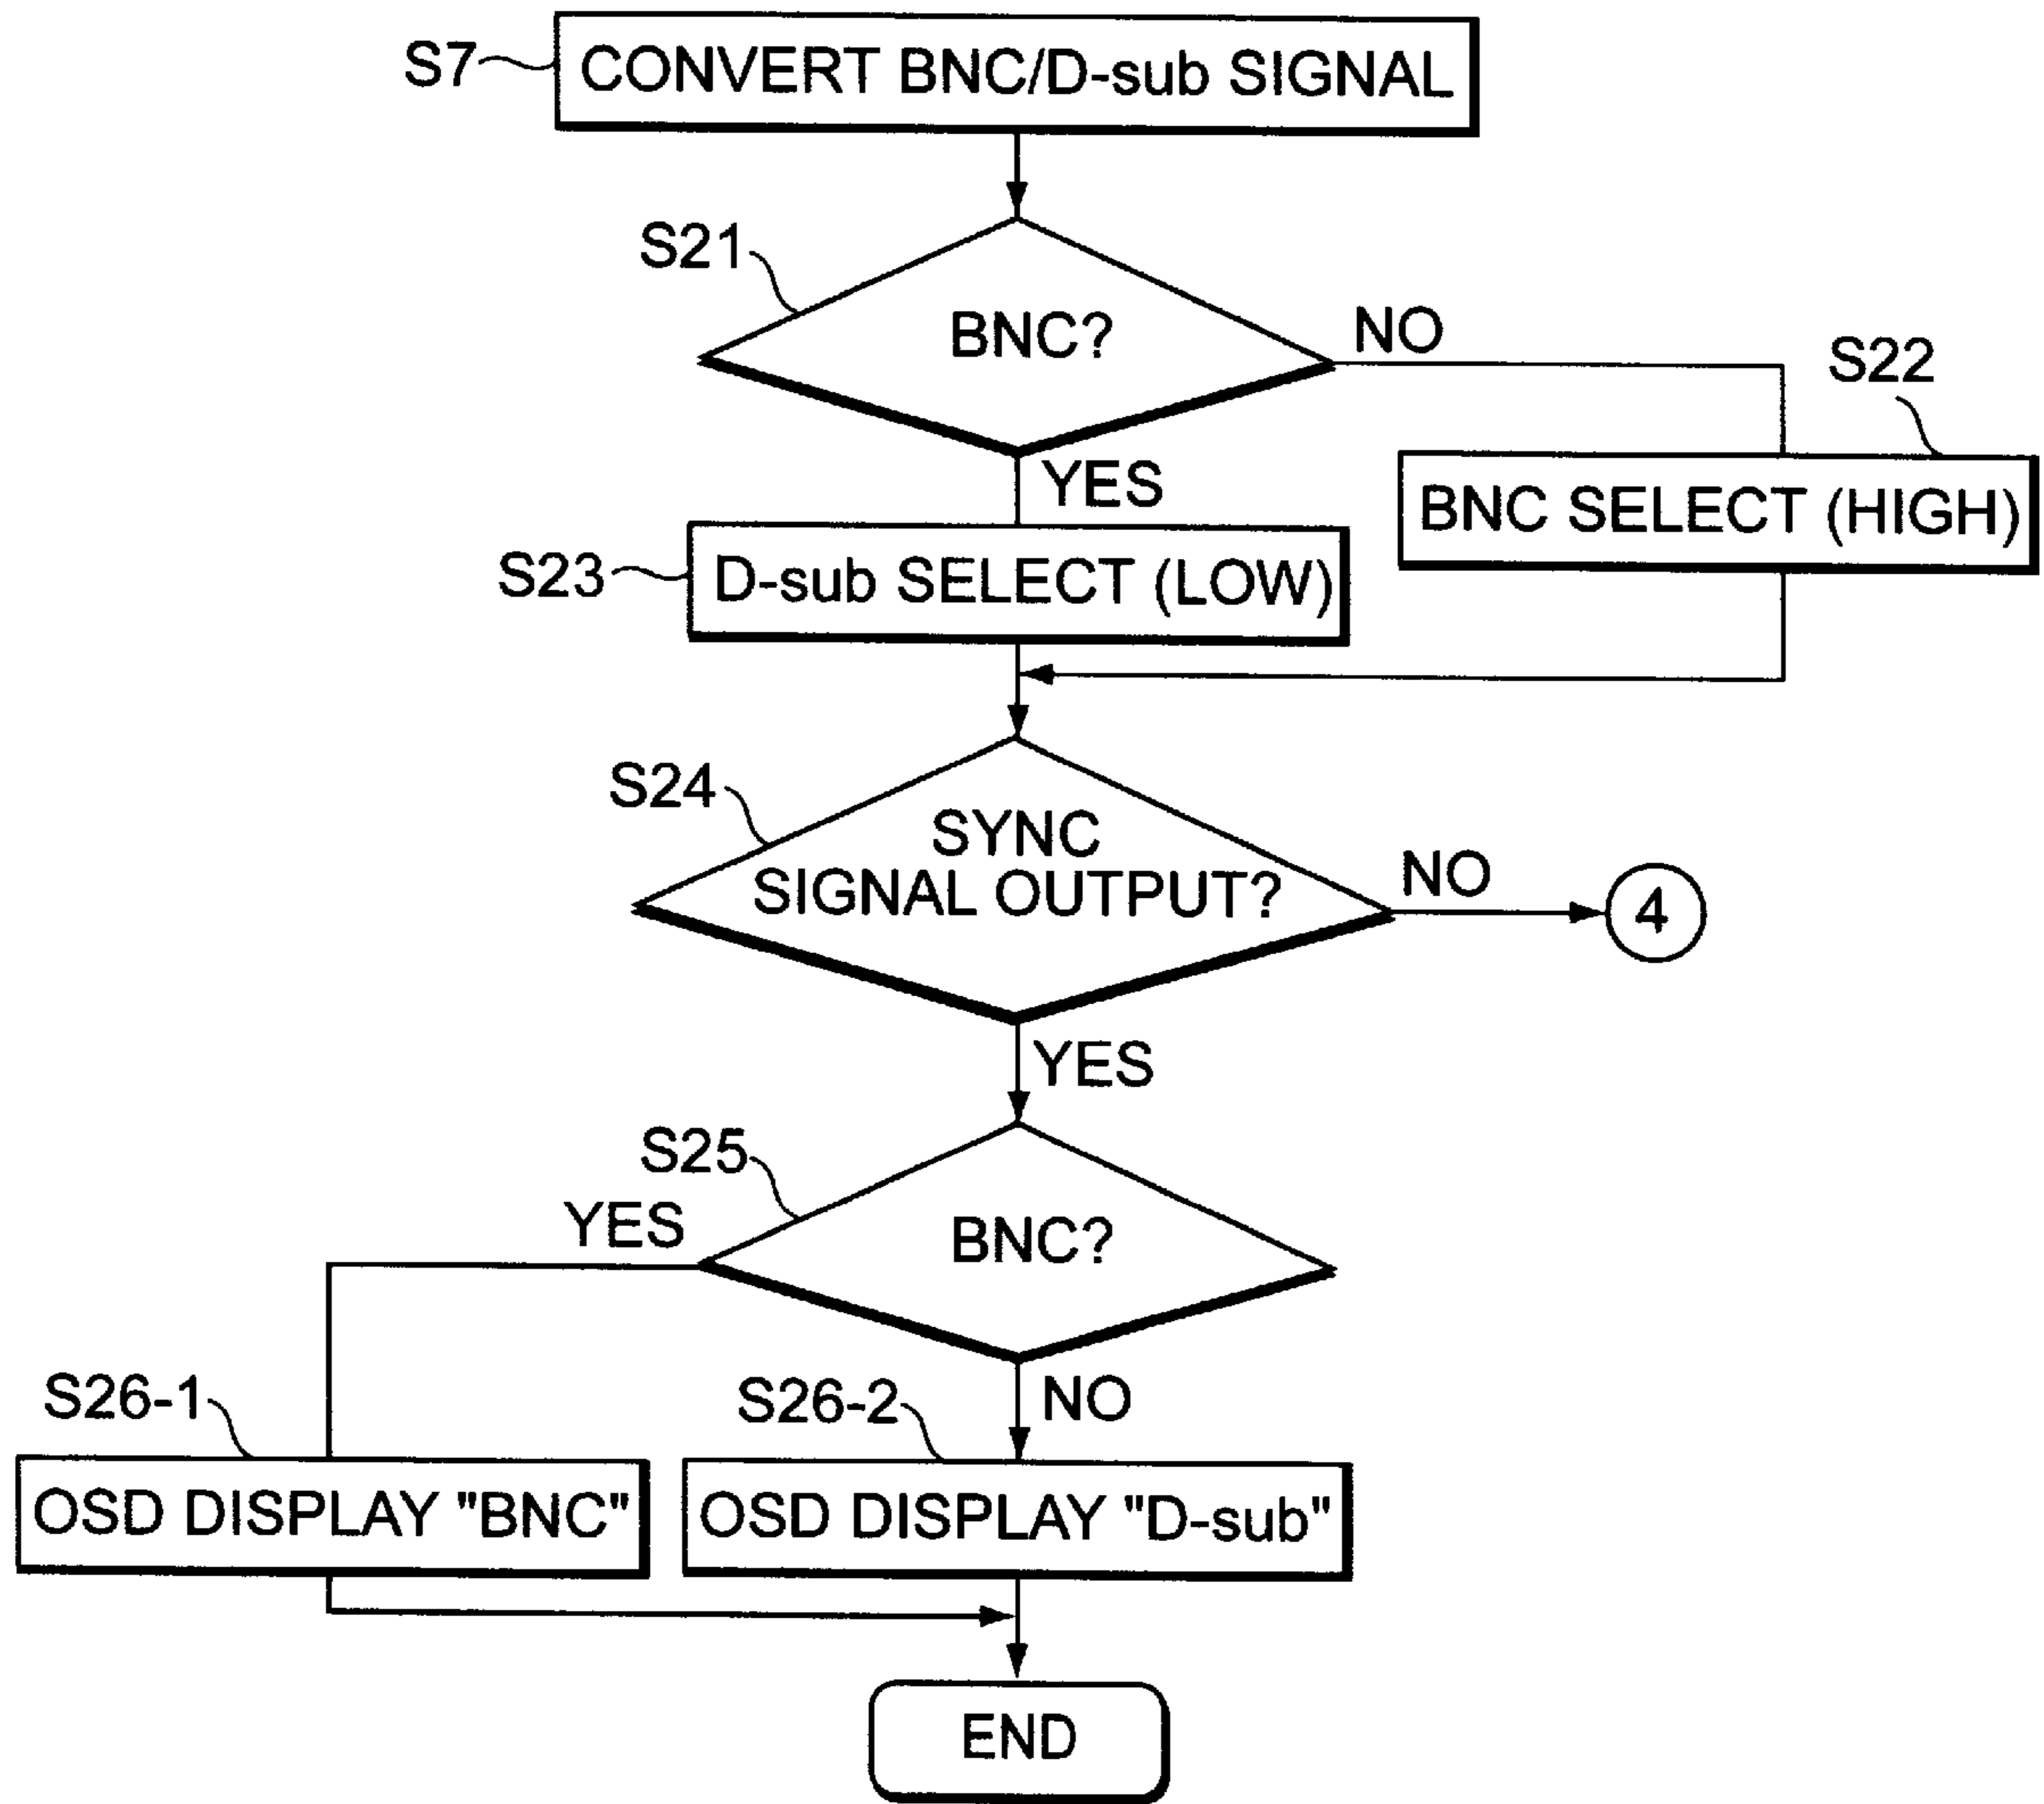 S7
CONVERT BNC/D-sub SIGNAL
S21
BNC?
NO
S22
YES
BNC SELECT (HIGH)
S23
D-sub SELECT (LOW)
S24
SYNC
SIGNAL OUTPUT?
NO
4
YES
S25
YES
BNC?
S26-1
S26-2
NO
OSD DISPLAY "BNC"
OSD DISPLAY "D-sub"
END